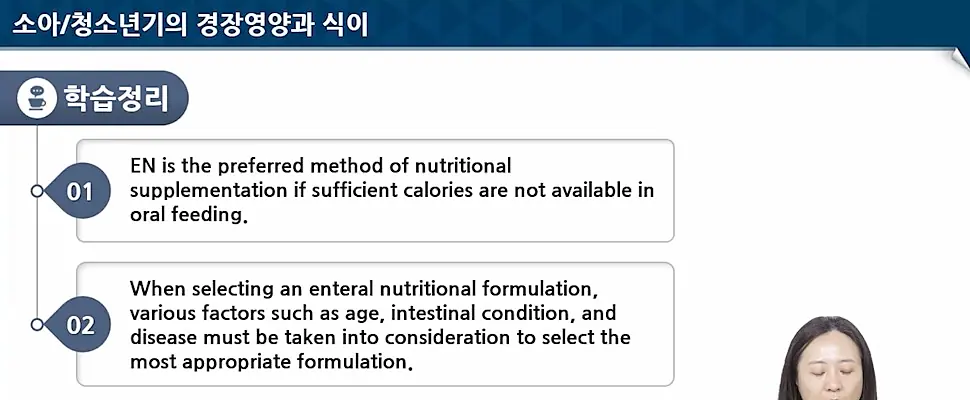 소아/청소년기의 경장영양과 식이
학습정리
01
EN is the preferred method of nutritional
supplementation if sufficient calories are not available in
oral feeding.
02
When selecting an enteral nutritional formulation,
various factors such as age, intestinal condition, and
disease must be taken into consideration to select the
most appropriate formulation.